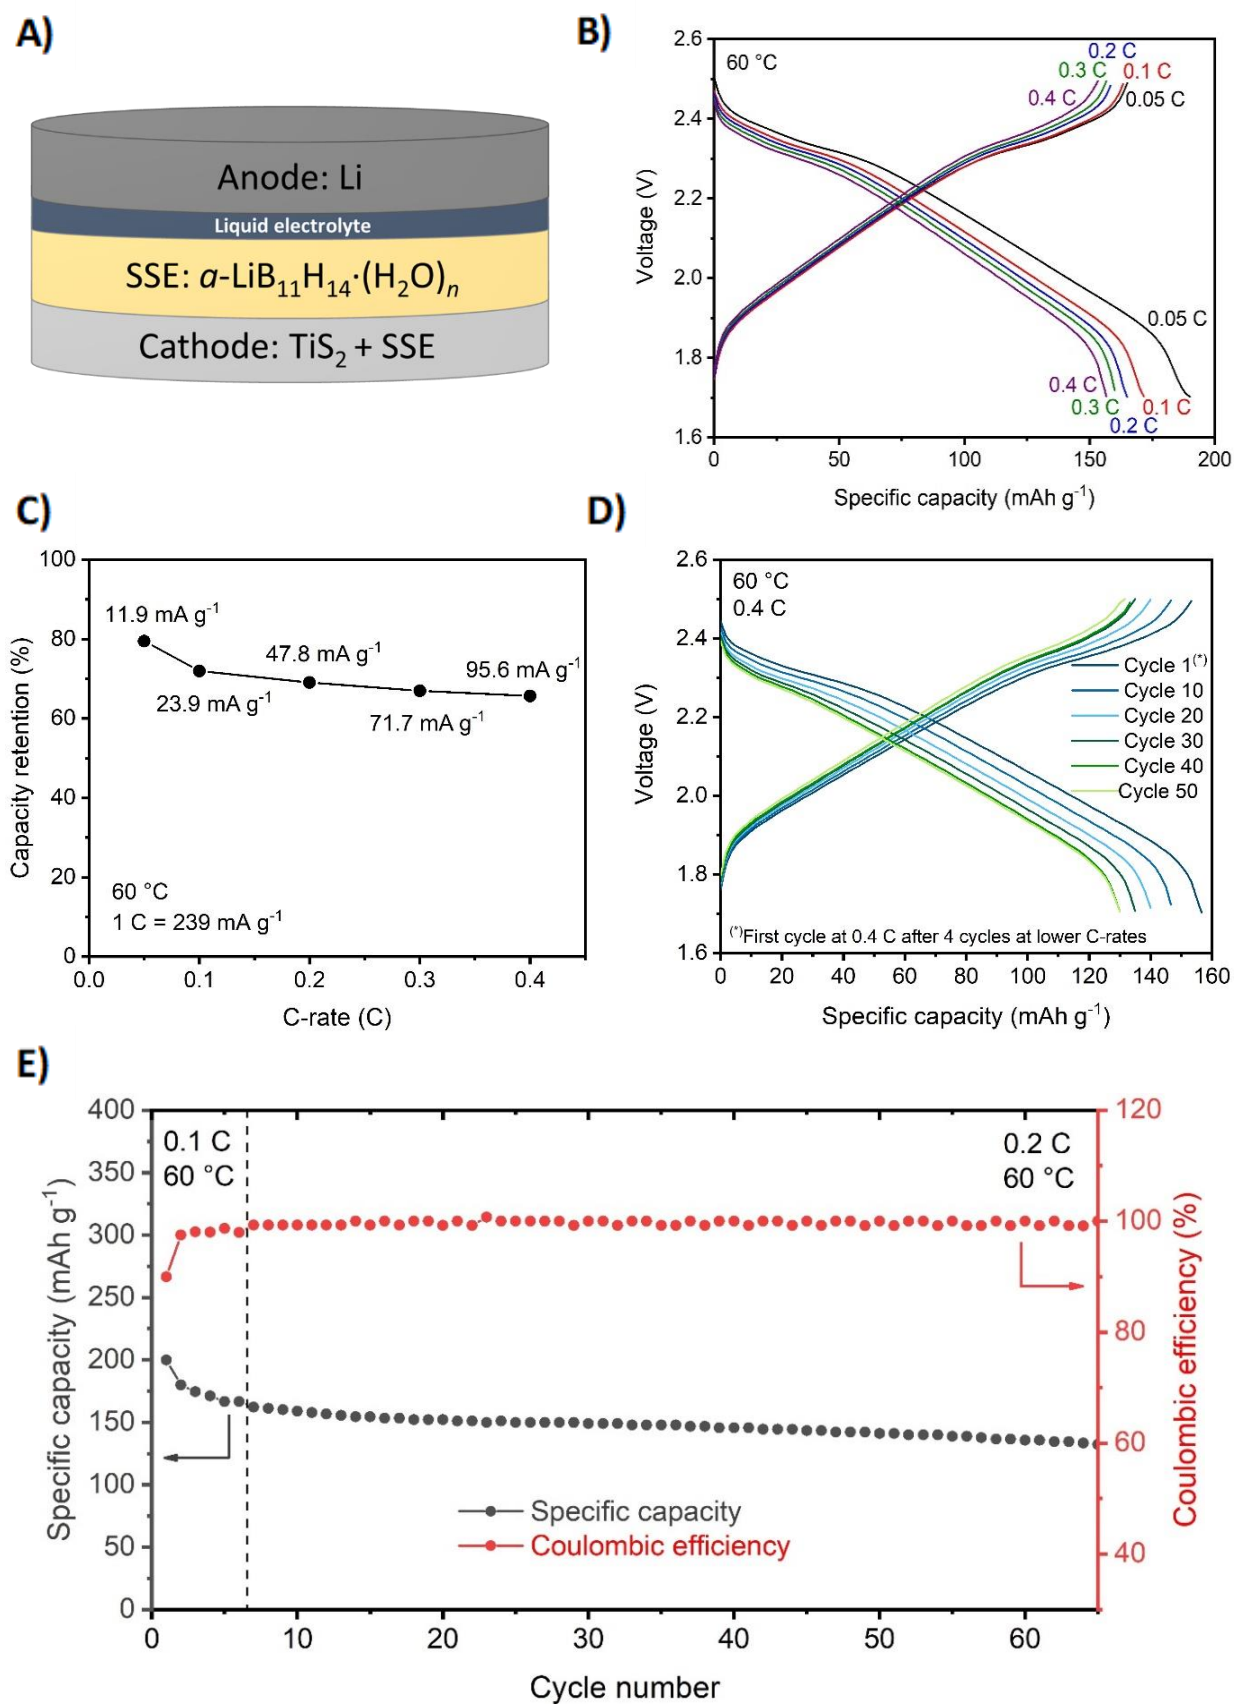 A)
Anode: Li
Liquid electrolyte
SSE: α-LiB₁₁H₁₄·(H₂O)ₙ
Cathode: TiS₂ + SSE
B)
60 °C
0.2 C
0.3 C
0.1 C
0.4 C
0.05 C
0.05 C
0.4 C
0.1 C
0.3 C
0.2 C
2.6
2.4
2.2
2.0
1.8
1.6
Voltage (V)
0 50 100 150 200
Specific capacity (mAh g⁻¹)
C)
100
80
60
40
20
0
Capacity retention (%)
11.9 mA g⁻¹
23.9 mA g⁻¹
47.8 mA g⁻¹
71.7 mA g⁻¹
95.6 mA g⁻¹
60 °C
1 C = 239 mA g⁻¹
0.0 0.1 0.2 0.3 0.4
C-rate (C)
D)
2.6
2.4
2.2
2.0
1.8
1.6
Voltage (V)
60 °C
0.4 C
Cycle 1⁽*⁾
Cycle 10
Cycle 20
Cycle 30
Cycle 40
Cycle 50
⁽*⁾First cycle at 0.4 C after 4 cycles at lower C-rates
0 20 40 60 80 100 120 140 160
Specific capacity (mAh g⁻¹)
E)
400
350
300
250
200
150
100
50
0
Specific capacity (mAh g⁻¹)
0.1 C
60 °C
0.2 C
60 °C
Specific capacity
Coulombic efficiency
120
100
80
60
40
Coulombic efficiency (%)
0 10 20 30 40 50 60
Cycle number